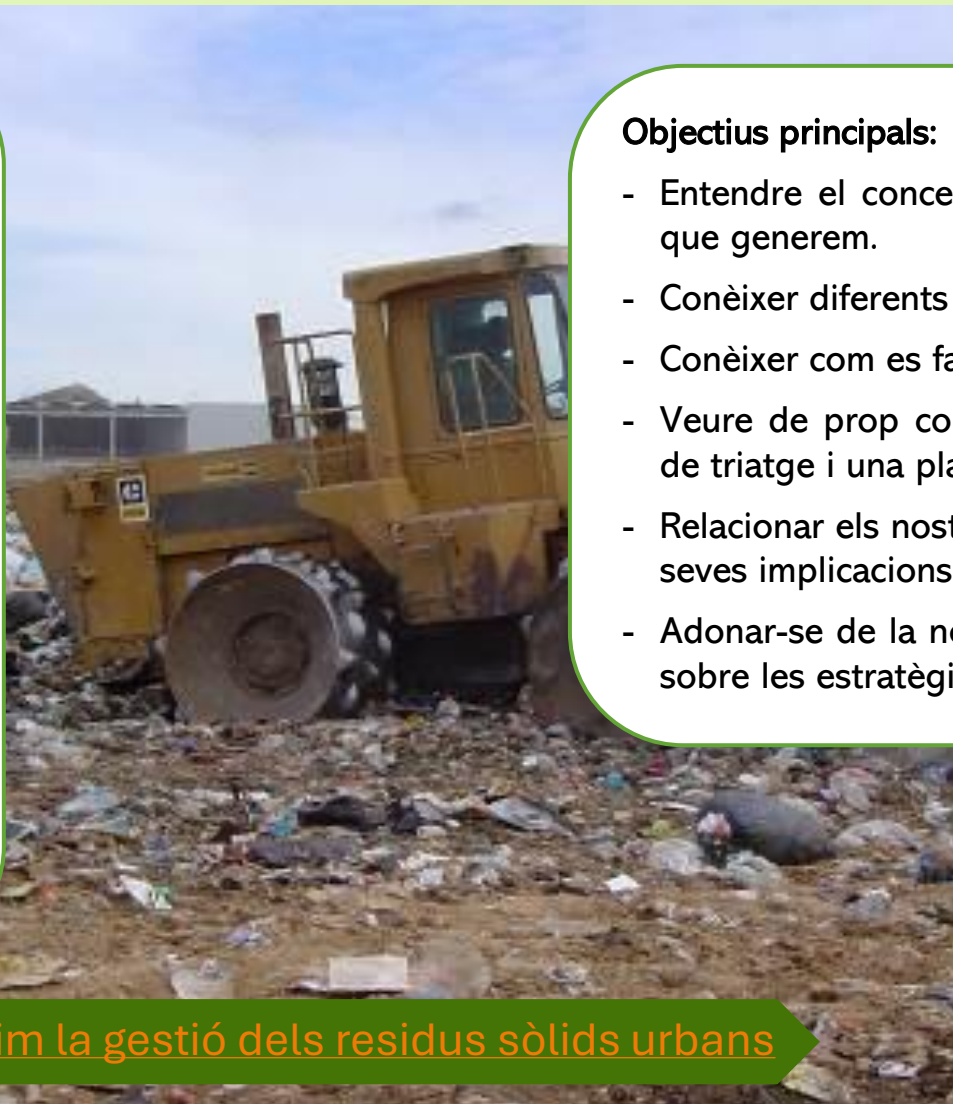 Objectius principals:
- Entendre el conce
que generem.
- Conèixer diferents
- Conèixer com es fa
- Veure de prop co
de triatge i una pla
- Relacionar els nost
seves implicacions
- Adonar-se de la ne
sobre les estratègi
im la gestió dels residus sòlids urbans